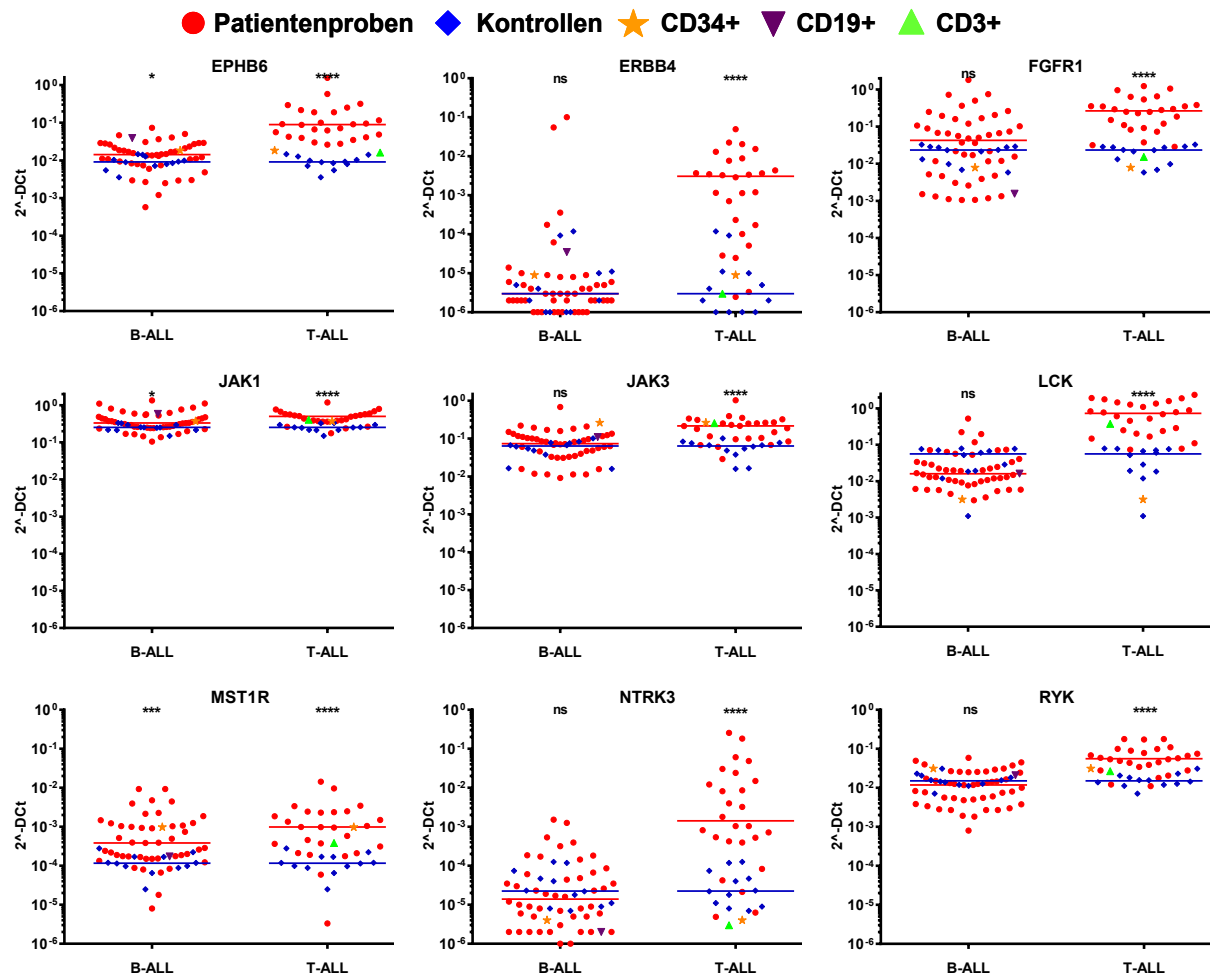 Patientenproben Kontrollen CD34+ CD19+ CD3+
EPHB6
ERBB4
FGFR1
* ****
ns ****
ns ****
2^-DCt
10^0
10^-1
10^-2
10^-3
10^-4
10^-5
10^-6
B-ALL T-ALL
2^-DCt
10^0
10^-1
10^-2
10^-3
10^-4
10^-5
10^-6
B-ALL T-ALL
2^-DCt
10^0
10^-1
10^-2
10^-3
10^-4
10^-5
10^-6
B-ALL T-ALL
JAK1
JAK3
LCK
* ****
ns ****
ns ****
2^-DCt
10^0
10^-1
10^-2
10^-3
10^-4
10^-5
10^-6
B-ALL T-ALL
2^-DCt
10^0
10^-1
10^-2
10^-3
10^-4
10^-5
10^-6
B-ALL T-ALL
2^-DCt
10^0
10^-1
10^-2
10^-3
10^-4
10^-5
10^-6
B-ALL T-ALL
MST1R
NTRK3
RYK
*** ****
ns ****
ns ****
2^-DCt
10^0
10^-1
10^-2
10^-3
10^-4
10^-5
10^-6
B-ALL T-ALL
2^-DCt
10^0
10^-1
10^-2
10^-3
10^-4
10^-5
10^-6
B-ALL T-ALL
2^-DCt
10^0
10^-1
10^-2
10^-3
10^-4
10^-5
10^-6
B-ALL T-ALL